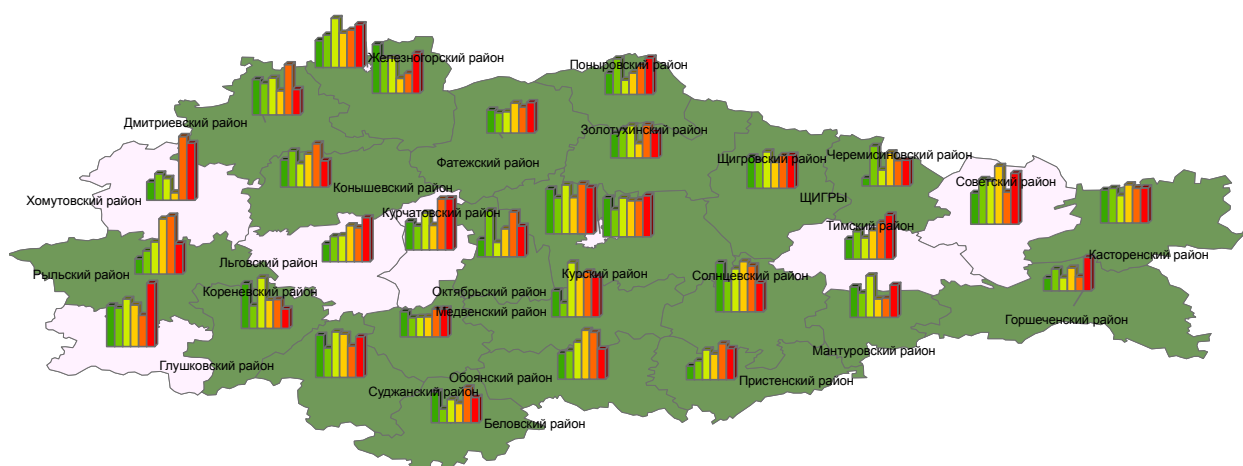 Железногорский район
Поныровский район
Дмитриевский район
Золотухинский район
Фатежский район
Щигровский район
Черемисиновский район
Советский район
Конышевский район
ЩИГРЫ
Хомутовский район
Курчатовский район
Тимский район
Касторенский район
Льговский район
Рыльский район
Курский район
Солнцевский район
Кореневский район
Октябрьский район
Медвенский район
Горшеченский район
Мантуровский район
Глушковский район
Обоянский район
Пристенский район
Суджанский район
Беловский район